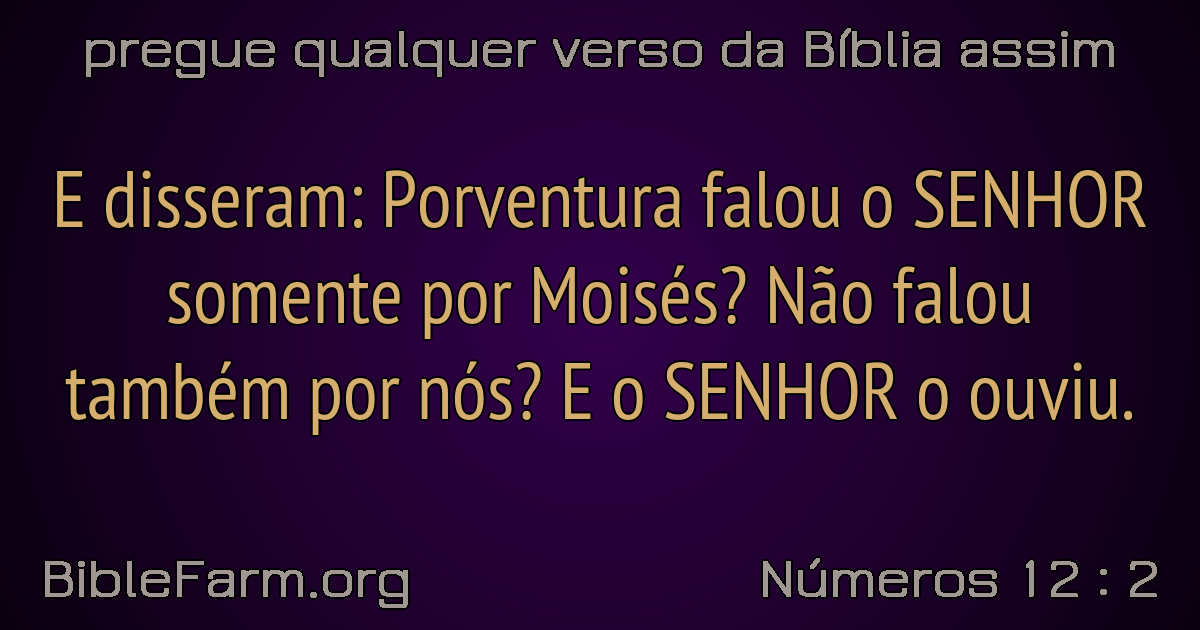 pregue qualquer verso da Bíblia assim
E disseram: Porventura falou o SENHOR
somente por Moisés? Não falou
também por nós? E o SENHOR o ouviu.
BibleFarm.org
Números 12 : 2